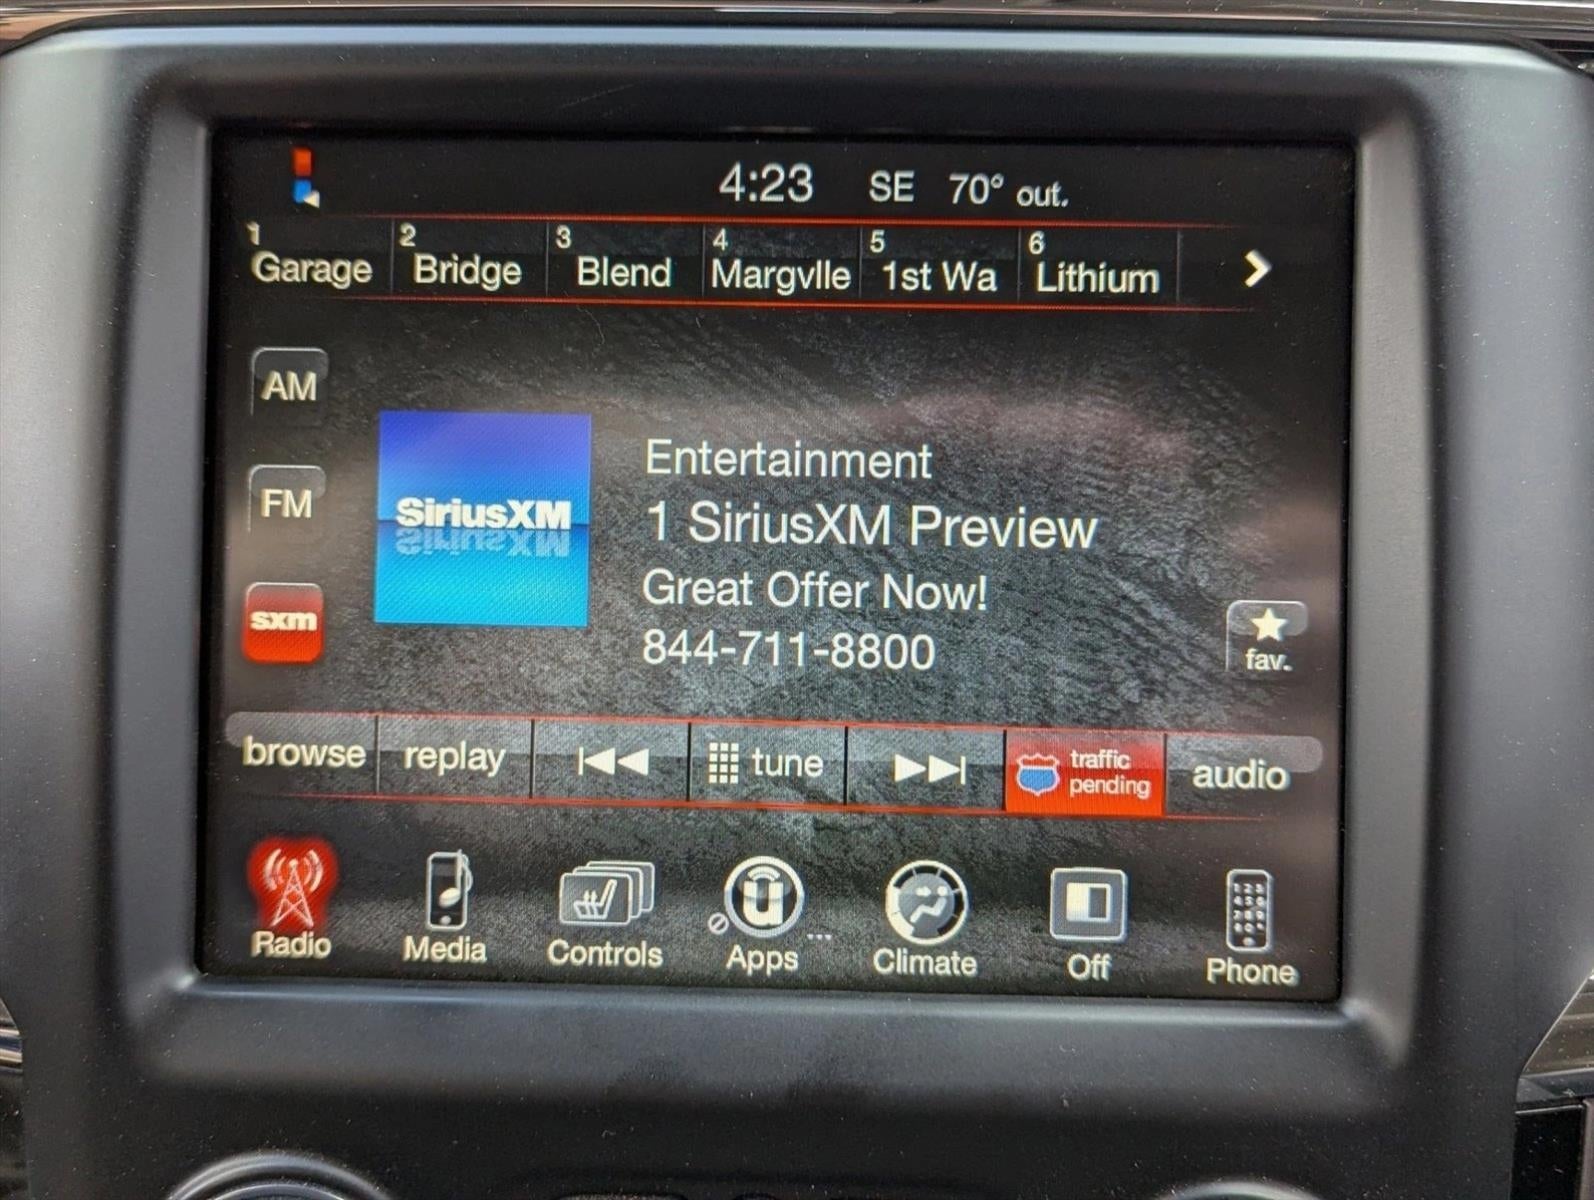 4:23 SE 70° out.
1 2 3 4 5 6
Garage Bridge Blend Margvlle 1st Wa Lithium
AM
FM
sxm
SiriusXM
Entertainment
1 SiriusXM Preview
Great Offer Now!
844-711-8800
fav.
browse replay tune traffic pending audio
Radio Media Controls Apps ... Climate Off Phone